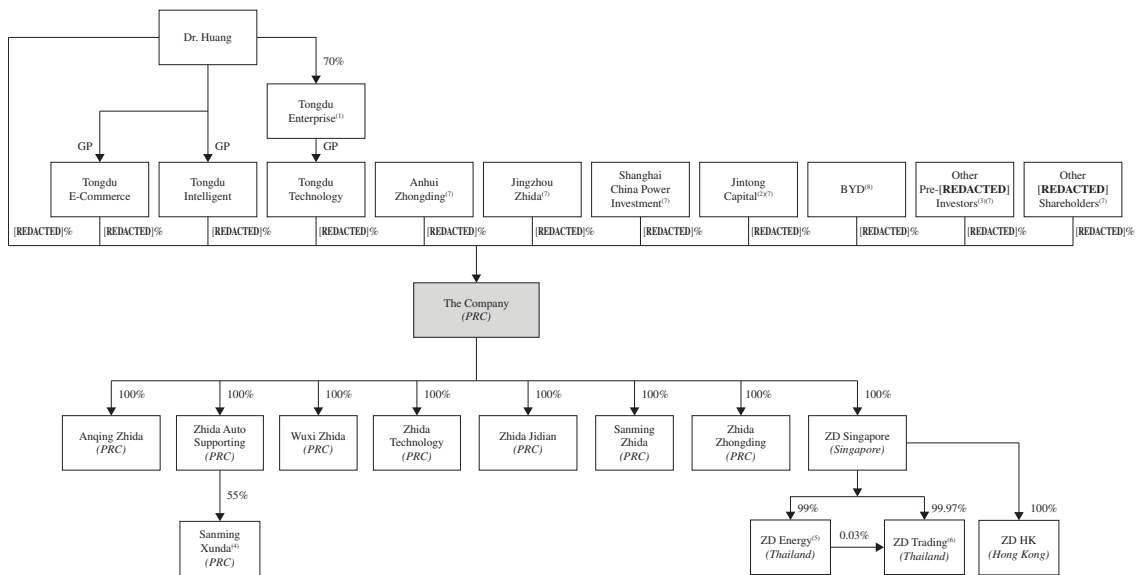 Dr. Huang
70%
Tongdu
Enterprise(1)
GP
GP
GP
Tongdu
E-Commerce
Tongdu
Intelligent
Tongdu
Technology
Anhui
Zhongding(7)
Jingzhou
Zhida(7)
Shanghai
China Power
Investment(7)
Jintong
Capital(2)(7)
BYD(8)
Other
Pre-[REDACTED]
Investors(3)(7)
Other
[REDACTED]
Shareholders(7)
[REDACTED]%
[REDACTED]%
[REDACTED]%
[REDACTED]%
[REDACTED]%
[REDACTED]%
[REDACTED]%
[REDACTED]%
[REDACTED]%
[REDACTED]%
[REDACTED]%
The Company
(PRC)
100%
100%
100%
100%
100%
100%
100%
100%
Anqing Zhida
(PRC)
Zhida Auto
Supporting
(PRC)
Wuxi Zhida
(PRC)
Zhida
Technology
(PRC)
Zhida Jidian
(PRC)
Sanming
Zhida
(PRC)
Zhida
Zhongding
(PRC)
ZD Singapore
(Singapore)
55%
99%
99.97%
100%
Sanming
Xunda(4)
(PRC)
ZD Energy(5)
(Thailand)
0.03%
ZD Trading(6)
(Thailand)
ZD HK
(Hong Kong)